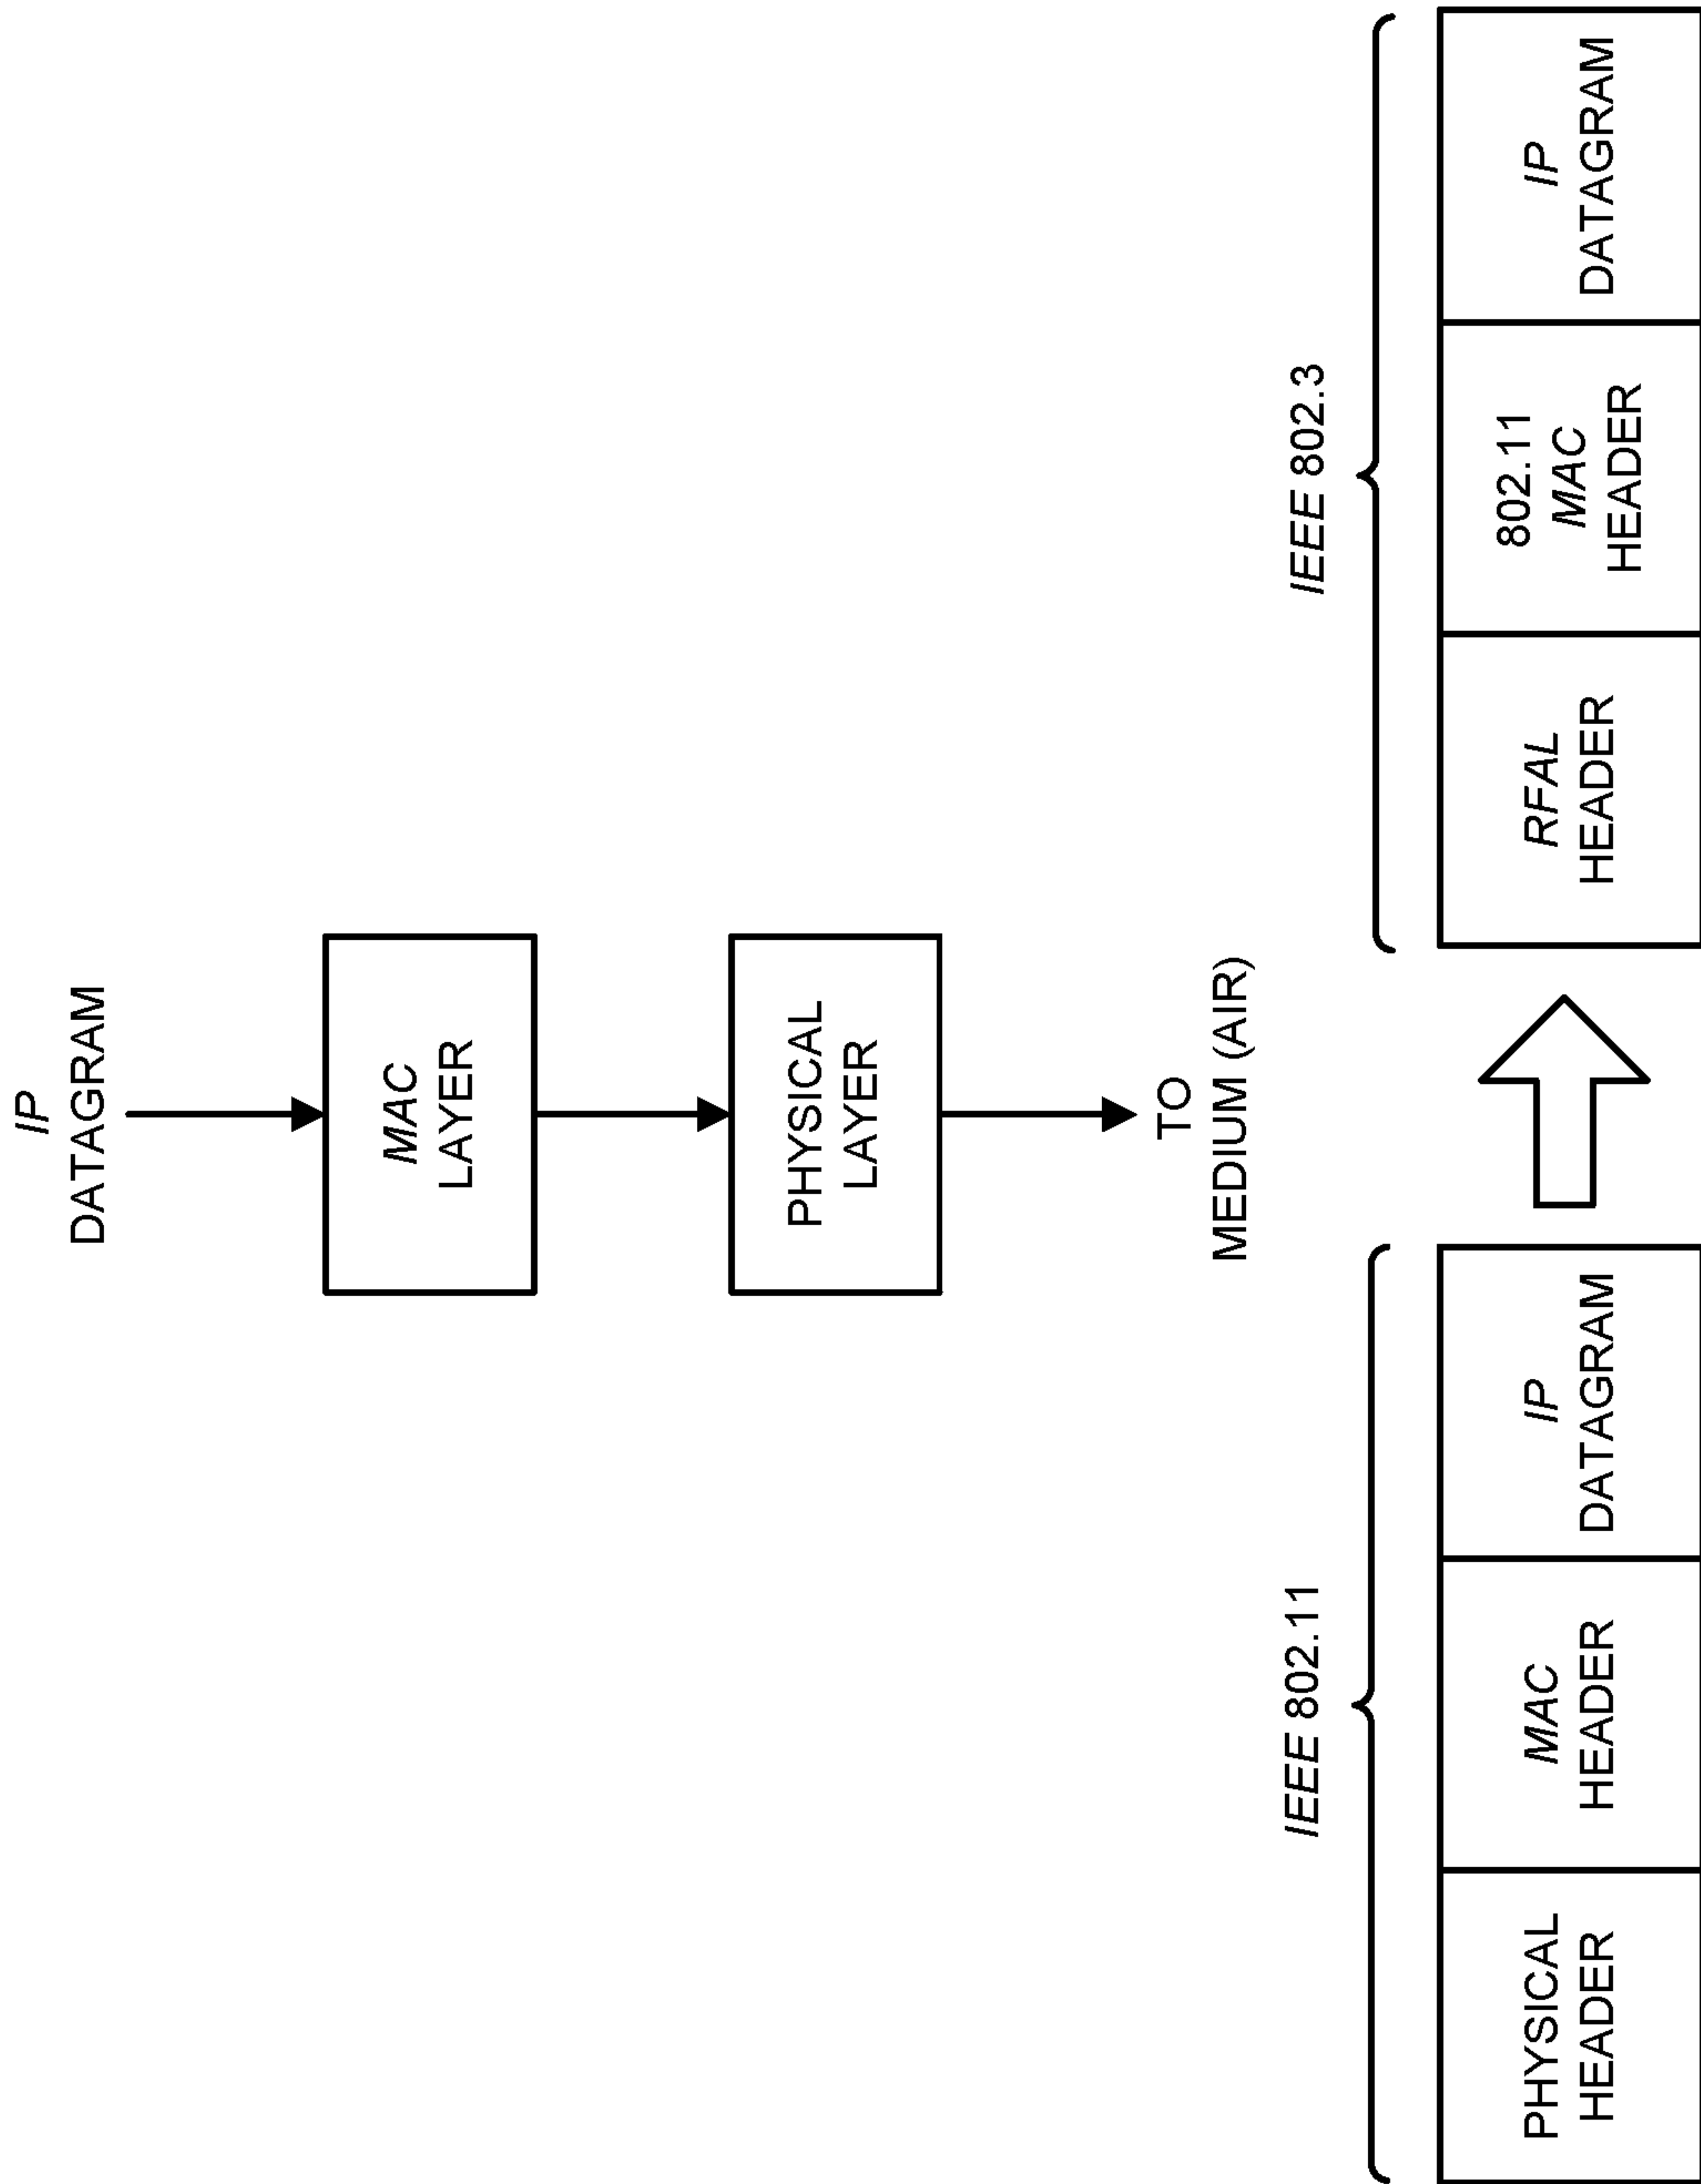 IP
DATAGRAM
MAC
LAYER
PHYSICAL
LAYER
TO
MEDIUM (AIR)
IEEE 802.11
PHYSICAL
HEADER
MAC
HEADER
IP
DATAGRAM
IEEE 802.3
RFAL
HEADER
802.11
MAC
HEADER
IP
DATAGRAM